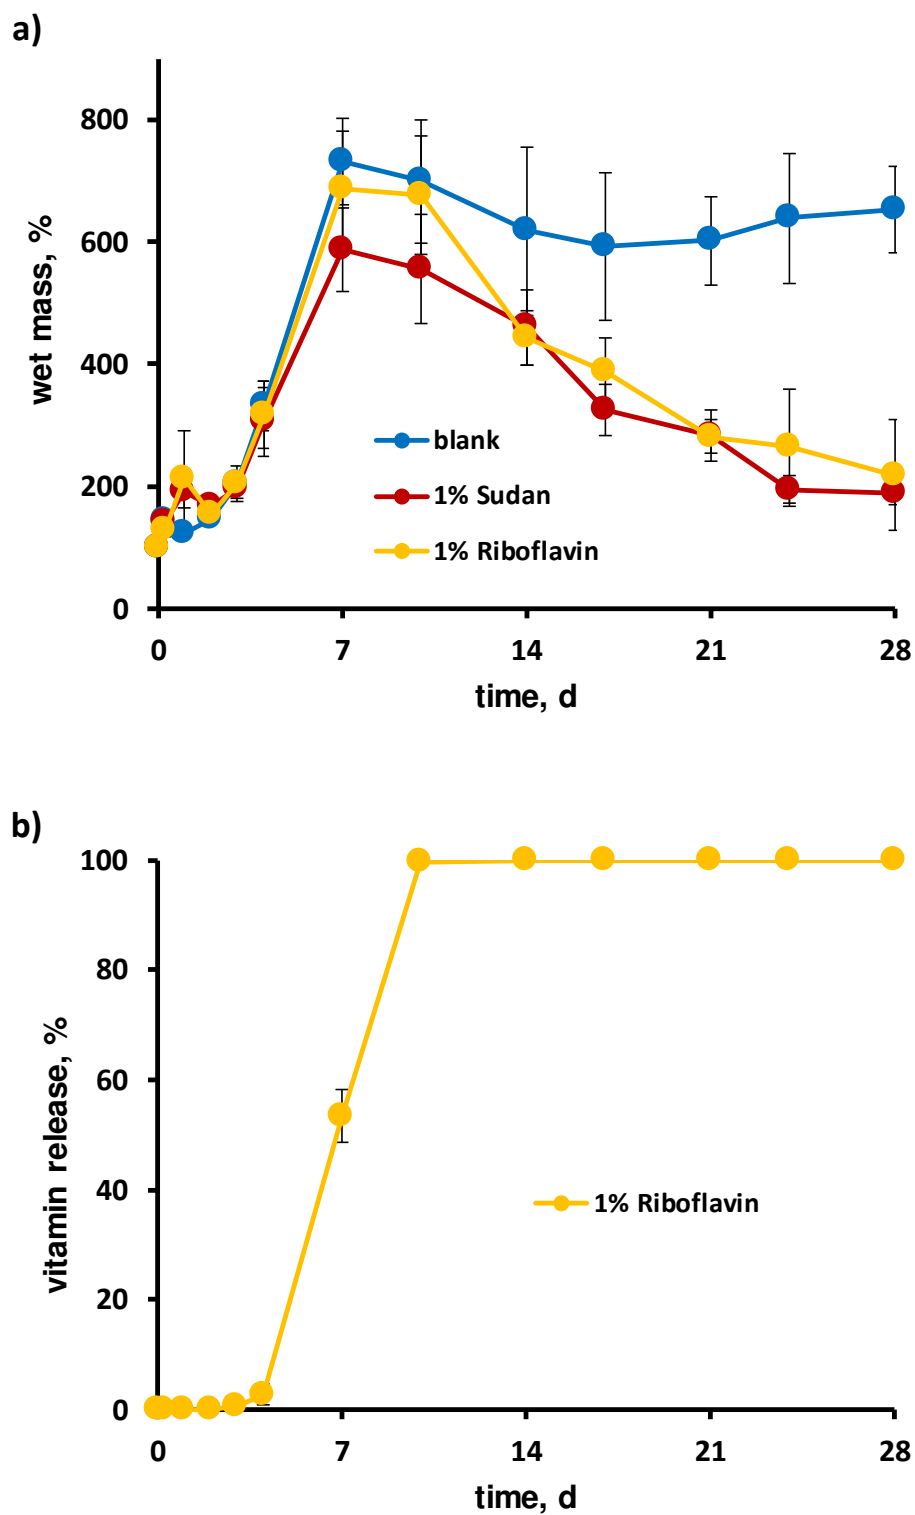 a)
800
600
400
200
0
wet mass, %
blank
1% Sudan
1% Riboflavin
0 7 14 21 28
time, d
b)
100
80
60
40
20
0
vitamin release, %
1% Riboflavin
0 7 14 21 28
time, d